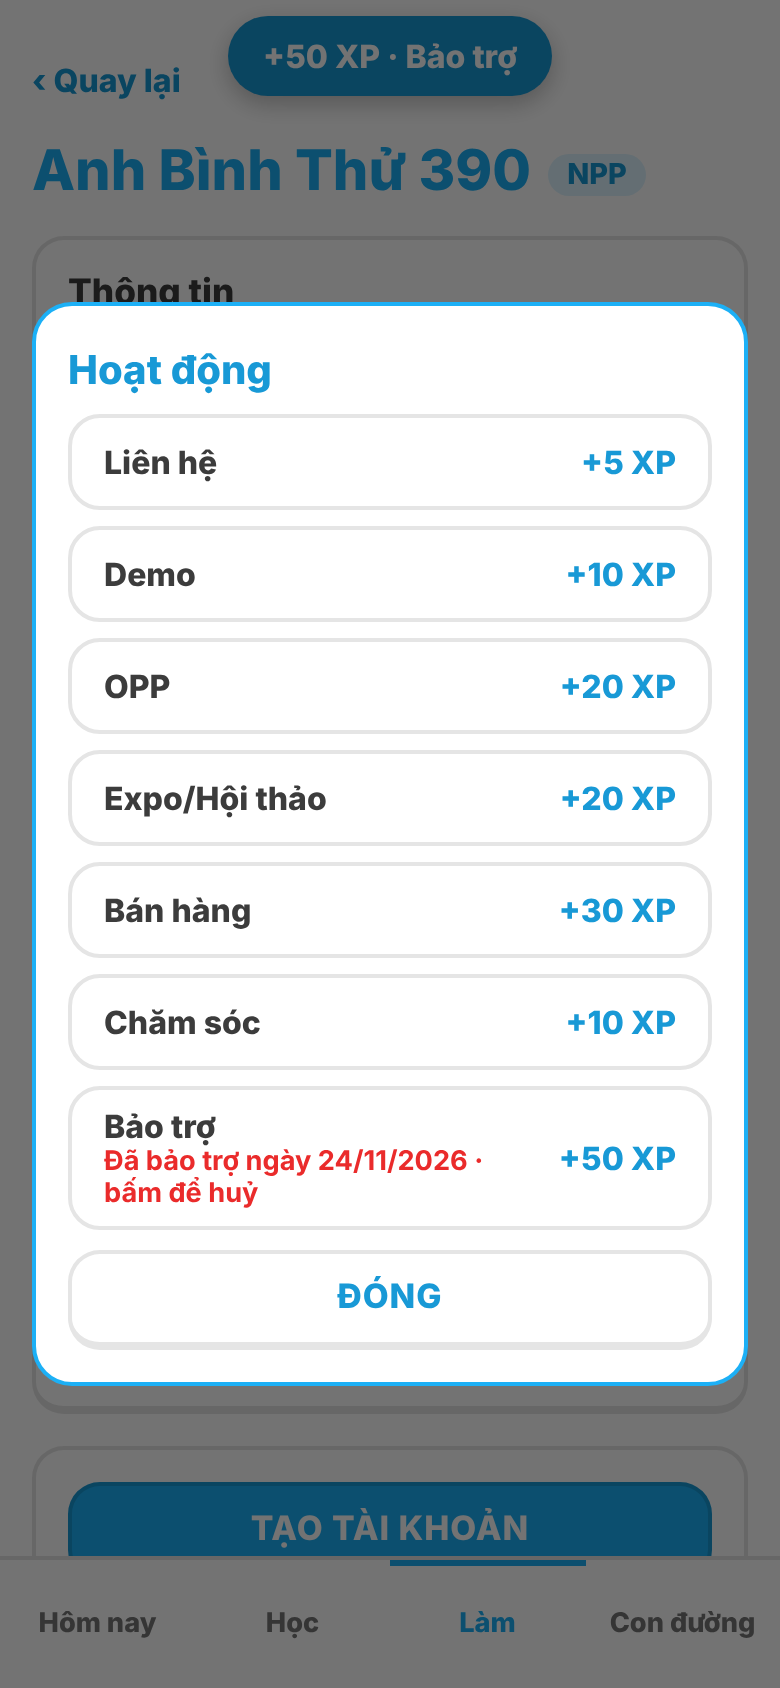 +50 XP · Bảo trợ
‹ Quay lại
Anh Bình Thử 390 NPP
Thông tin
Hoạt động
Liên hệ +5 XP
Demo +10 XP
OPP +20 XP
Expo/Hội thảo +20 XP
Bán hàng +30 XP
Chăm sóc +10 XP
Bảo trợ
Đã bảo trợ ngày 24/11/2026 ·
bấm để huỷ
+50 XP
ĐÓNG
TẠO TÀI KHOẢN
Hôm nay Học Làm Con đường